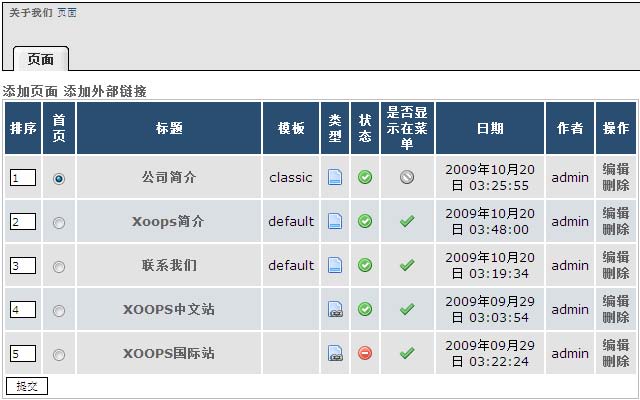 关于我们 页面
页面
添加页面 添加外部链接
排序 首页 标题 模板 类型 状态 是否显示在菜单 日期 作者 操作
1 公司简介 classic 2009年10月20日 03:25:55 admin 编辑 删除
2 Xoops简介 default 2009年10月20日 03:48:00 admin 编辑 删除
3 联系我们 default 2009年10月20日 03:19:34 admin 编辑 删除
4 XOOPS中文站 2009年09月29日 03:03:54 admin 编辑 删除
5 XOOPS国际站 2009年09月29日 03:22:24 admin 编辑 删除
提交